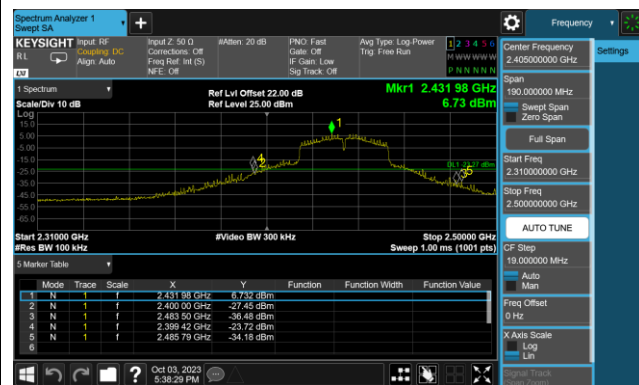 Spectrum Analyzer 1
Swept SA
Frequency
KEYSIGHT
RL
LXI
Input: RF
Coupling: DC
Align: Auto
Input Z: 50 Ω
Corrections: Off
Freq Ref: Int (S)
NFE: Off
#Atten: 20 dB
PNO: Fast
Gate: Off
IF Gain: Low
Sig Track: Off
Avg Type: Log-Power
Trig: Free Run
1 2 3 4 5 6
M W W W W W
P N N N N N
Center Frequency
2.405000000 GHz
Settings
Span
190.000000 MHz
Swept Span
Zero Span
Full Span
Start Freq
2.310000000 GHz
Stop Freq
2.500000000 GHz
AUTO TUNE
CF Step
19.000000 MHz
Auto
Man
Freq Offset
0 Hz
X Axis Scale
Log
Lin
Signal Track
(Span Zoom)
1 Spectrum
Scale/Div 10 dB
Log
Ref Lvl Offset 22.00 dB
Ref Level 25.00 dBm
Mkr1 2.431 98 GHz
6.73 dBm
15.0
5.00
-5.00
-15.0
-25.0
-35.0
-45.0
-55.0
-65.0
1
DL1 -23.27 dBm
Start 2.31000 GHz
#Res BW 100 kHz
#Video BW 300 kHz
Stop 2.50000 GHz
Sweep 1.00 ms (1001 pts)
5 Marker Table
Mode Trace Scale X Y Function Function Width Function Value
1 N 1 f 2.431 98 GHz 6.732 dBm
2 N 1 f 2.400 00 GHz -27.45 dBm
3 N 1 f 2.483 50 GHz -36.48 dBm
4 N 1 f 2.399 42 GHz -23.72 dBm
5 N 1 f 2.485 79 GHz -34.18 dBm
6
Oct 03, 2023
5:38:29 PM